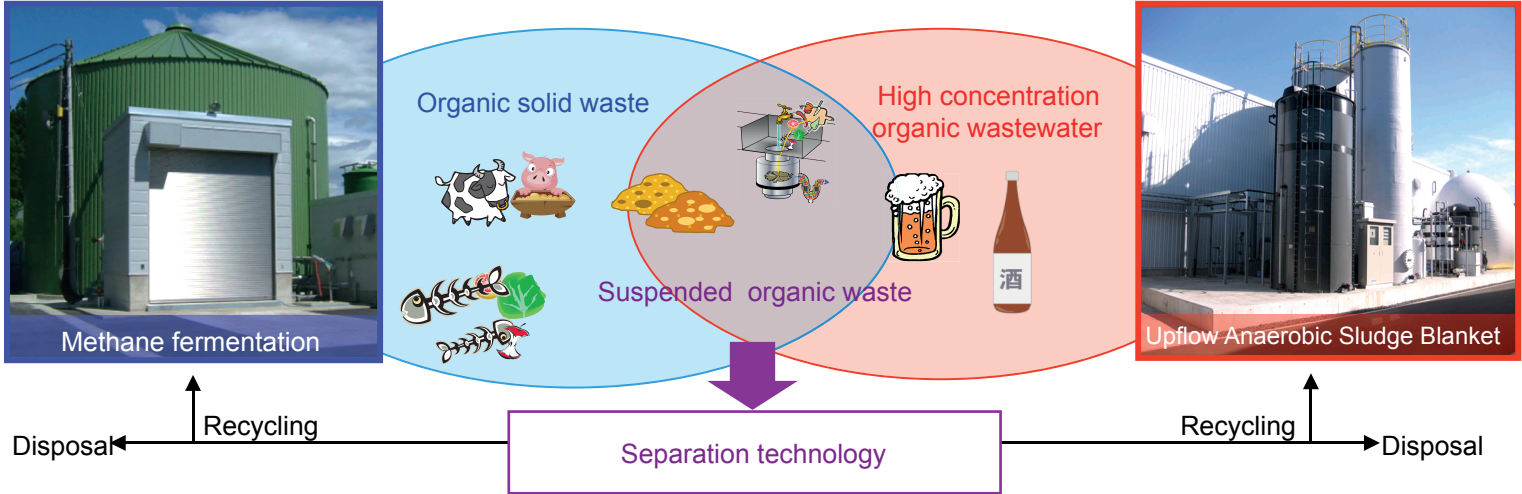 Organic solid waste
High concentration
organic wastewater
酒
Suspended organic waste
Methane fermentation
Upflow Anaerobic Sludge Blanket
Recycling
Disposal
Separation technology
Recycling
Disposal